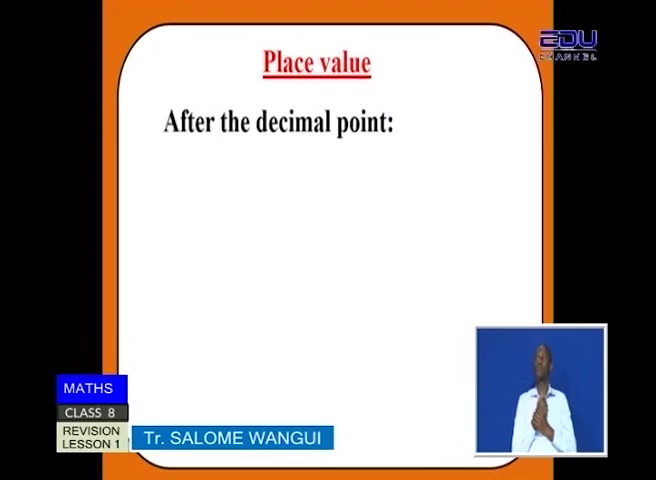 Place value
EDU
CHANNEL
After the decimal point:
MATHS
CLASS 8
REVISION
LESSON 1
Tr. SALOME WANGUI